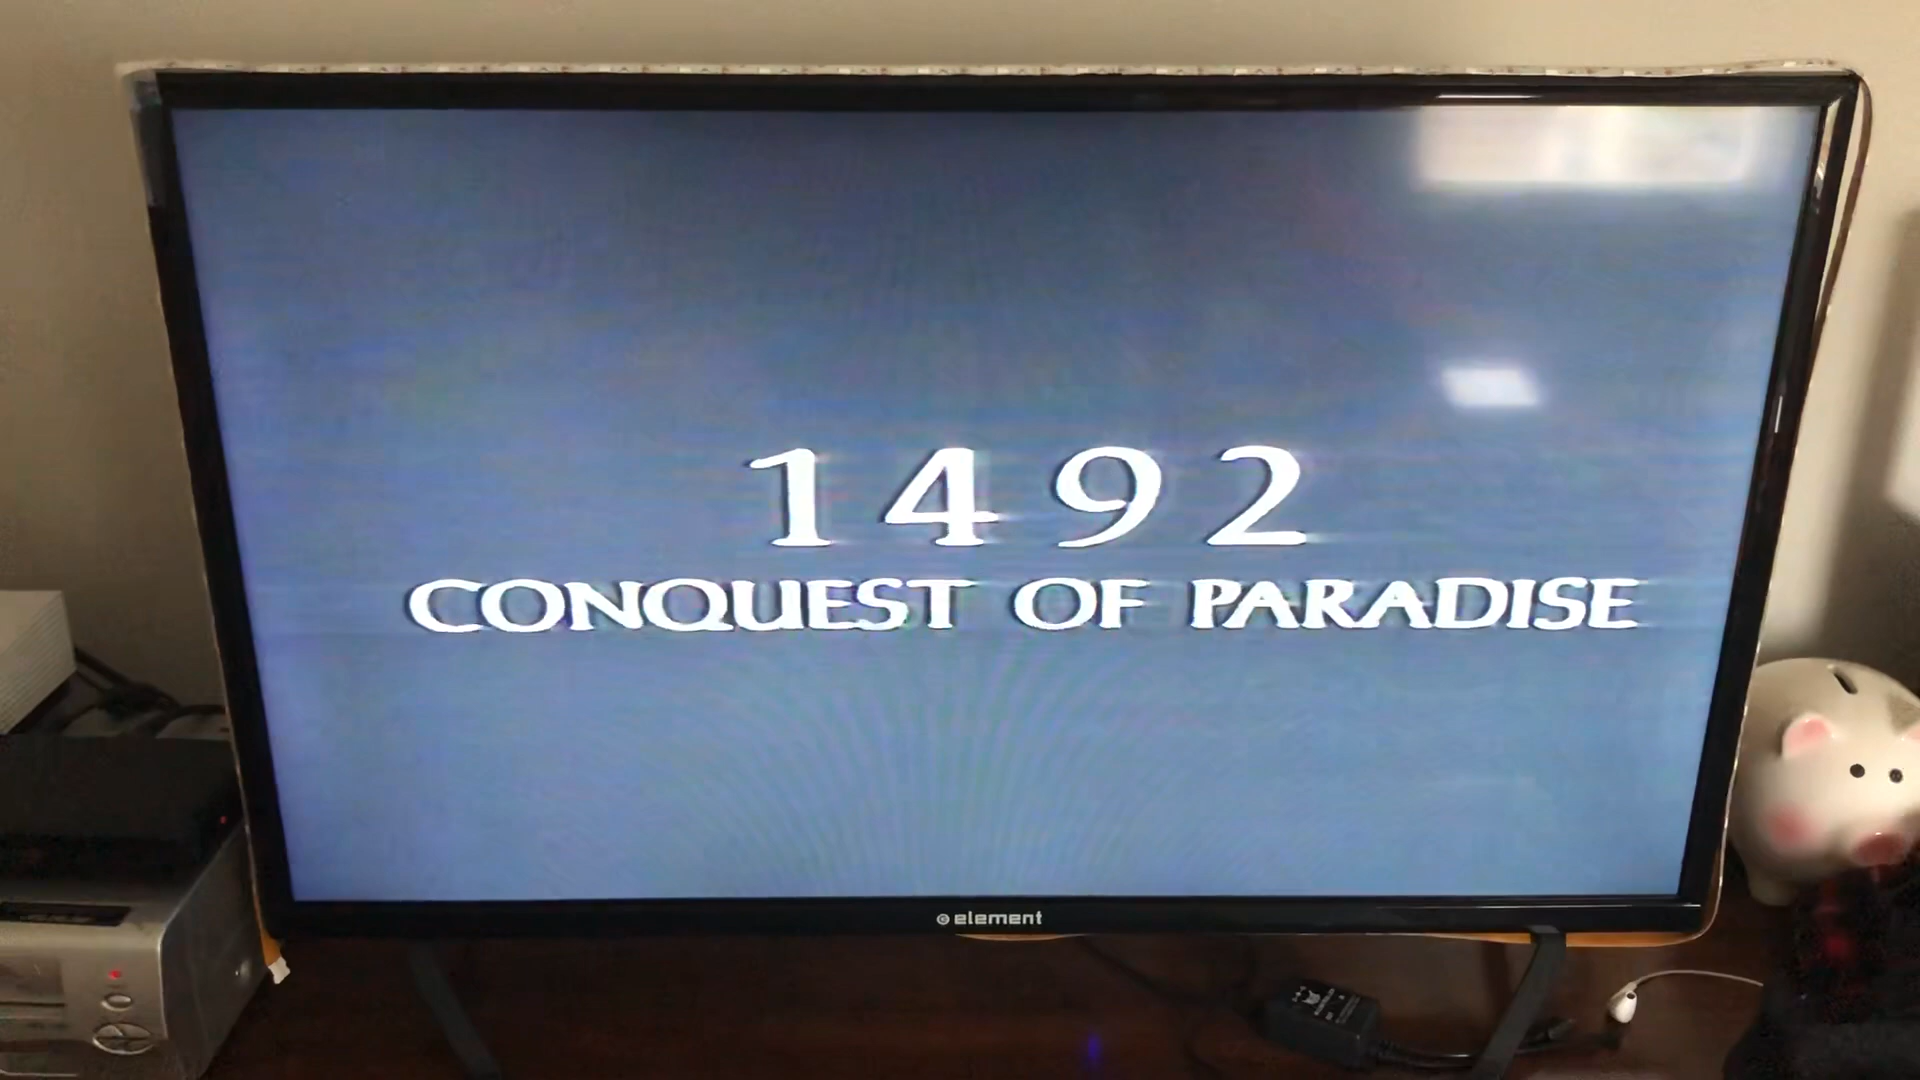 1492
CONQUEST OF PARADISE
element